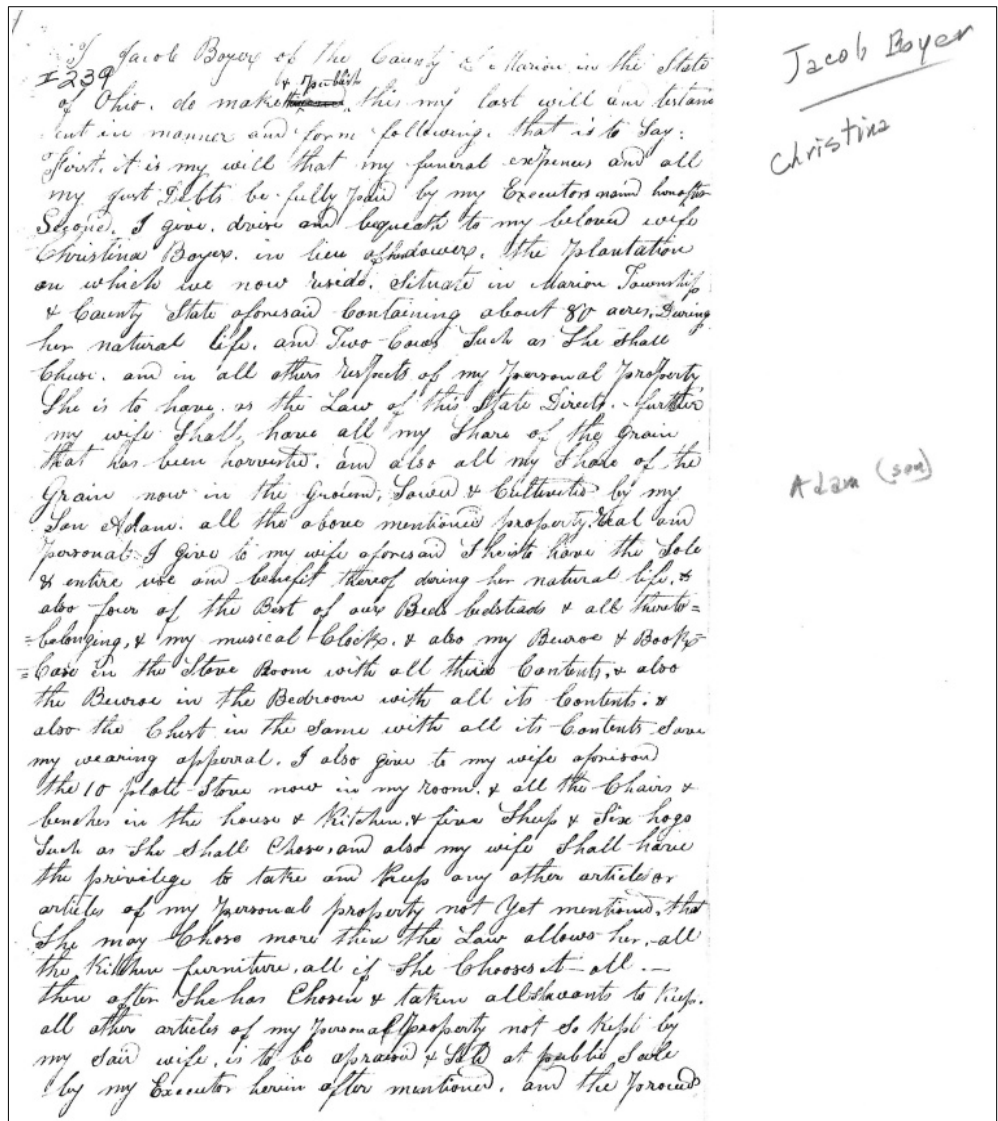 I Jacob Boyer of the County of Marion in the State
I 239
& Publish
of Ohio. do make this my last will and testam
ent in manner and form following. that is to Say:
First. it is my will that my funeral expences and all
my just Debts be fully Paid by my Executors
Second. I give. devise and bequeath to my beloved wife
Christina Boyer. in lieu of her dower. the Plantation
on which we now reside. Situate in Marion Township
& County State aforesaid Containing about 80 acres, During
her natural life. and Two Cows Such as She Shall
Chuse. and in all others respects of my Personal Property
She is to have. as the Law of this State Directs. further
my wife Shall, have all my Share of the Grain
that has been harvested. and also all my Share of the
Grain now in the Ground, Sowed & Cultivated by my
Son Adam. all the above mentioned property, Real and
Personal I give to my wife aforesaid She is to have the Sole
& entire use and benefit thereof during her natural life. &
also four of the Best of our Beds bedsteads & all thereto=
=belonging, & my musical Clock. & also my Buroe & Book=
=Case in the Stove Room with all their Contents, & also
the Buroe in the Bedroom with all its Contents. &
also the Chest in the Same with all its Contents Save
my wearing apperral. I also give to my wife aforesaid
the 10 plate Stove now in my room. & all the Chairs &
benches in the house & Kitchen. & five Sheep & Six hogs
Such as She Shall Chose, and also my wife Shall have
the privilege to take and Keep any other article or
articles of my Personal property not Yet mentioned, that
She may Chose more then the Law allows her, all
the Kitchen furniture, all if She Chooses it - all. -
then after She has Chosen & taken all She wants to Keep.
all other articles of my Personal Property not So Kept by
my Said wife, is to be apraised & Sold at public Sale
by my Executor herein after mentioned. and the Proceeds
Jacob Boyer
Christina
Adam (son)